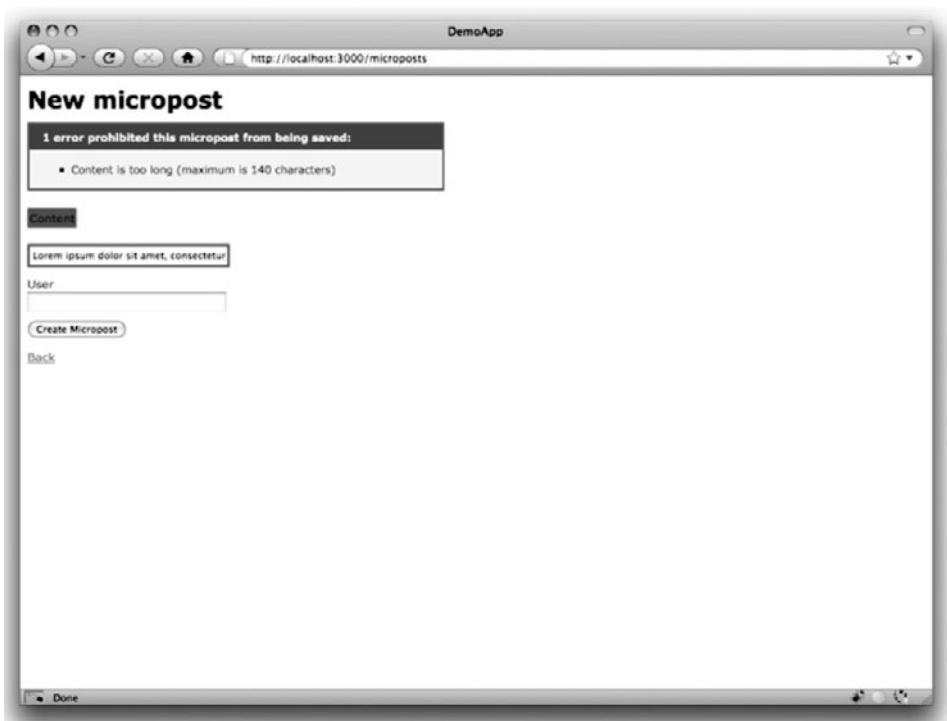 DemoApp
http://localhost:3000/microposts
New micropost
1 error prohibited this micropost from being saved:
Content is too long (maximum is 140 characters)
Content
Lorem ipsum dolor sit amet, consectetur
User
Create Micropost
Back
Done